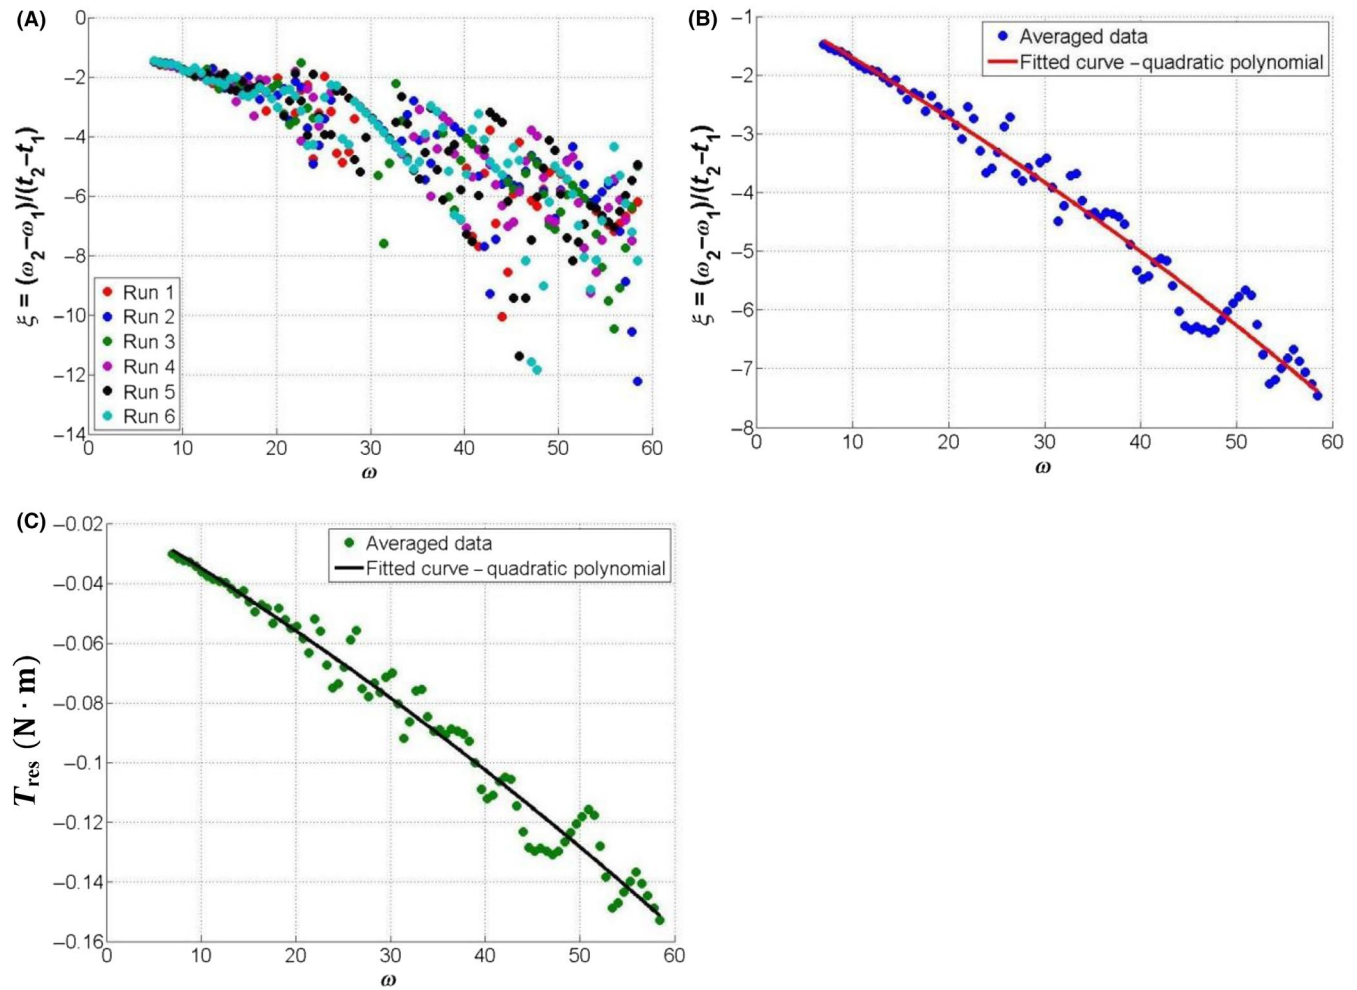 (A)
0
−2
−4
−6
−8
−10
−12
−14
ξ = (ω2−ω1)/(t2−t1)
Run 1
Run 2
Run 3
Run 4
Run 5
Run 6
0 10 20 30 40 50 60
ω
(B)
−1
−2
−3
−4
−5
−6
−7
−8
ξ = (ω2−ω1)/(t2−t1)
Averaged data
Fitted curve – quadratic polynomial
0 10 20 30 40 50 60
ω
(C)
−0.02
−0.04
−0.06
−0.08
−0.1
−0.12
−0.14
−0.16
Tres (N · m)
Averaged data
Fitted curve – quadratic polynomial
0 10 20 30 40 50 60
ω